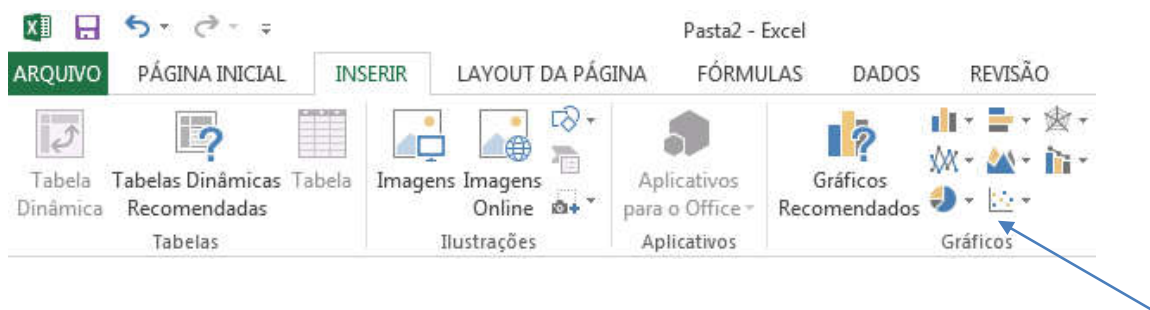 Pasta2 - Excel
ARQUIVO PÁGINA INICIAL INSERIR LAYOUT DA PÁGINA FÓRMULAS DADOS REVISÃO
Tabela Dinâmica
Tabelas Dinâmicas Recomendadas
Tabela
Imagens
Imagens Online
Aplicativos para o Office
Gráficos Recomendados
Tabelas Ilustrações Aplicativos Gráficos